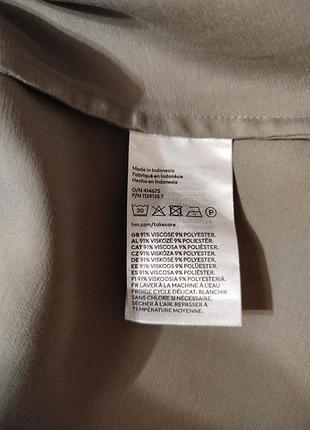 Made in Indonesia
Fabriqué en Indonésie
Hecho en Indonesia
O/N 414675
P/N 1129135 7
30
P
hm.com/takecare
GB 91% VISCOSE 9% POLYESTER.
AL 91% VISKOZË 9% POLIESTËR.
CAT 91% VISCOSA 9% POLIÈSTER.
CZ 91% VISKÓZA 9% POLYESTER.
DE 91% VISKOSE 9% POLYESTER.
EE 91% VISKOOS 9% POLÜESTER.
ES 91% VISCOSA 9% POLIÉSTER.
FI 91% VISKOOSIA 9% POLYESTERIÄ.
FR LAVER À LA MACHINE À L'EAU
FROIDE CYCLE DÉLICAT. BLANCHIR
SANS CHLORE SI NÉCESSAIRE.
SÉCHER À L'AIR. REPASSER À
TEMPÉRATURE MOYENNE.